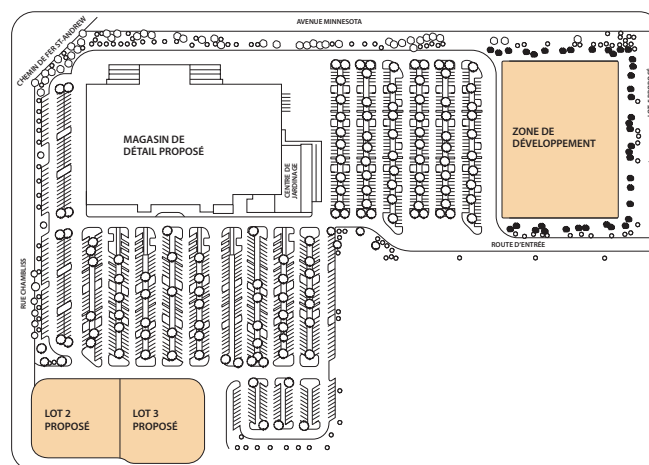 AVENUE MINNESOTA
CHEMIN DE FER ST-ANDREW
MAGASIN DE
DÉTAIL PROPOSÉ
CENTRE DE
JARDINAGE
ZONE DE
DÉVELOPPEMENT
ROUTE D'ENTRÉE
RUE CHAMBLISS
LOT 2
PROPOSÉ
LOT 3
PROPOSÉ